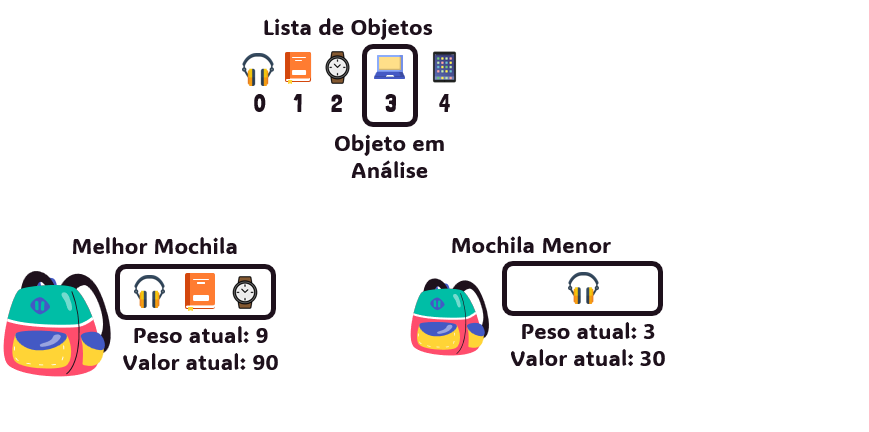 Lista de Objetos
0 1 2 3 4
Objeto em
Análise
Melhor Mochila
Peso atual: 9
Valor atual: 90
Mochila Menor
Peso atual: 3
Valor atual: 30